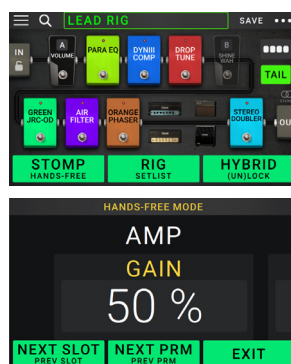 LEAD RIG
SAVE
IN
A
VOLUME
PARA EQ
DYNIII
COMP
DROP
TUNE
B
SHINE
WAH
TAIL
GREEN
JRC-OD
AIR
FILTER
ORANGE
PHASER
STEREO
DOUBLER
OU
STOMP
HANDS-FREE
RIG
SETLIST
HYBRID
(UN)LOCK
HANDS-FREE MODE
AMP
GAIN
50 %
NEXT SLOT
PREV SLOT
NEXT PRM
PREV PRM
EXIT